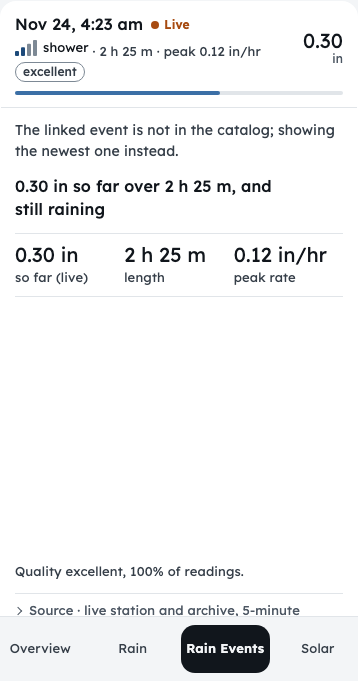 Nov 24, 4:23 am Live
0.30
in
shower · 2 h 25 m · peak 0.12 in/hr
excellent
The linked event is not in the catalog; showing
the newest one instead.
0.30 in so far over 2 h 25 m, and
still raining
0.30 in 2 h 25 m 0.12 in/hr
so far (live) length peak rate
Quality excellent, 100% of readings.
Source · live station and archive, 5-minute
Overview Rain Rain Events Solar